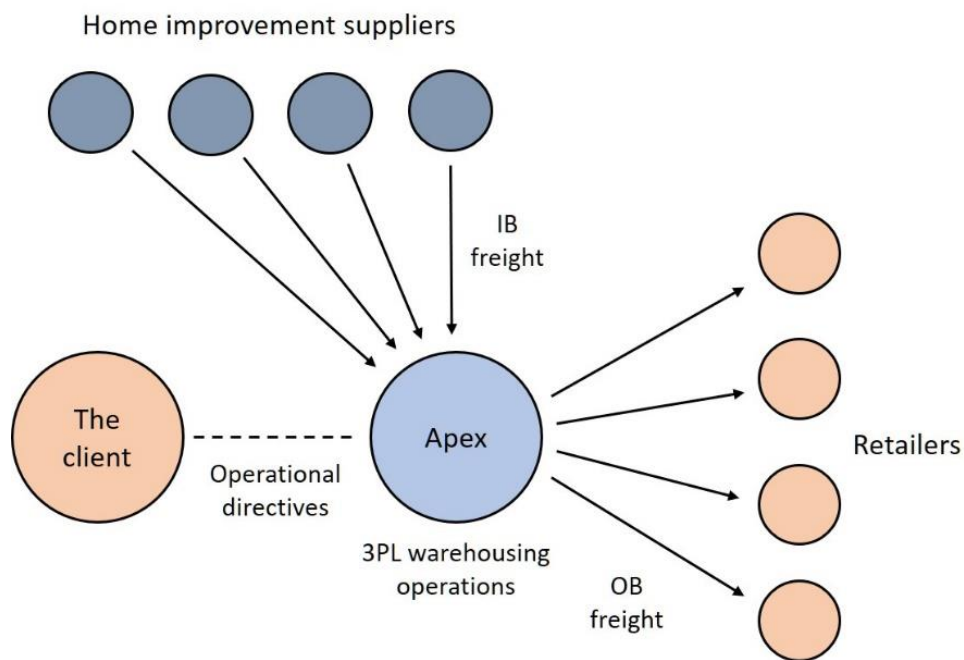 Home improvement suppliers
IB
freight
The
client
Operational
directives
Apex
3PL warehousing
operations
Retailers
OB
freight